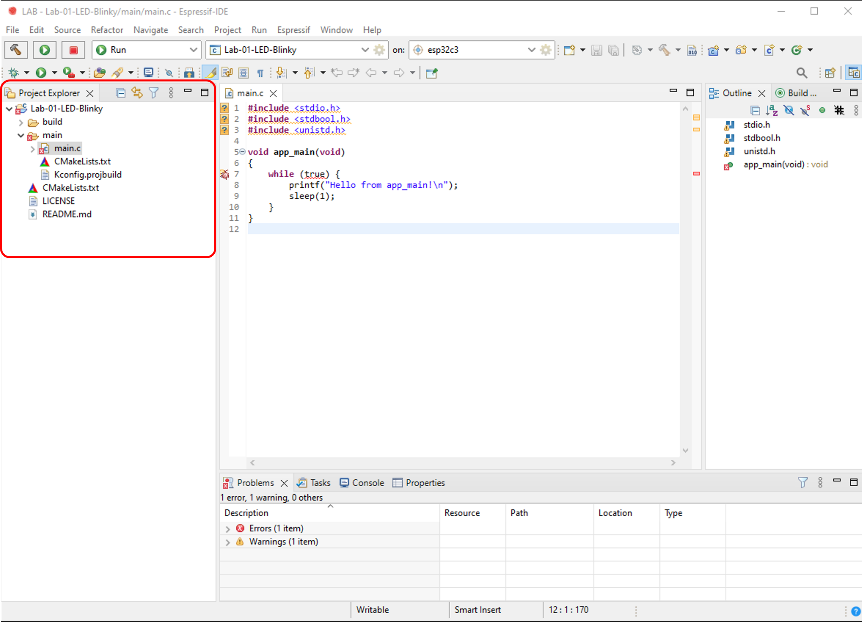 LAB - Lab-01-LED-Blinky/main/main.c - Espressif-IDE
File Edit Source Refactor Navigate Search Project Run Espressif Window Help
Run Lab-01-LED-Blinky on: esp32c3
Project Explorer
Lab-01-LED-Blinky
build
main
main.c
CMakeLists.txt
Kconfig.projbuild
CMakeLists.txt
LICENSE
README.md
main.c
1 #include <stdio.h>
2 #include <stdbool.h>
3 #include <unistd.h>
4
5 void app_main(void)
6 {
7 while (true) {
8 printf("Hello from app_main!\n");
9 sleep(1);
10 }
11 }
12
Outline Build ...
stdio.h
stdbool.h
unistd.h
app_main(void) : void
Problems Tasks Console Properties
1 error, 1 warning, 0 others
Description Resource Path Location Type
Errors (1 item)
Warnings (1 item)
Writable Smart Insert 12 : 1 : 170